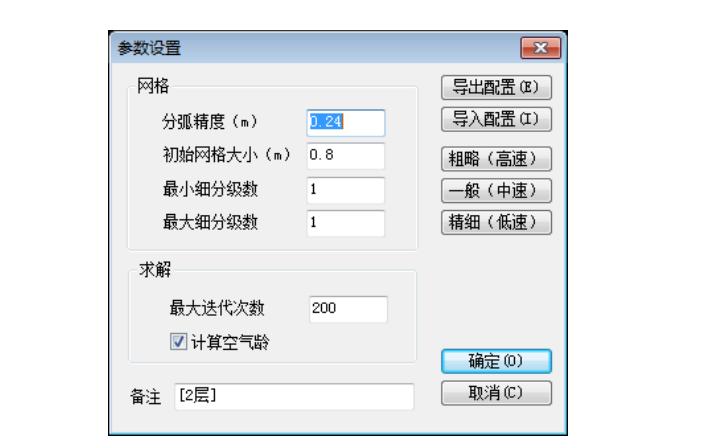 参数设置
网格
分弧精度（m） 0.24
初始网格大小（m） 0.8
最小细分级数 1
最大细分级数 1
求解
最大迭代次数 200
计算空气龄
备注 [2层]
导出配置(E)
导入配置(I)
粗略（高速）
一般（中速）
精细（低速）
确定(O)
取消(C)